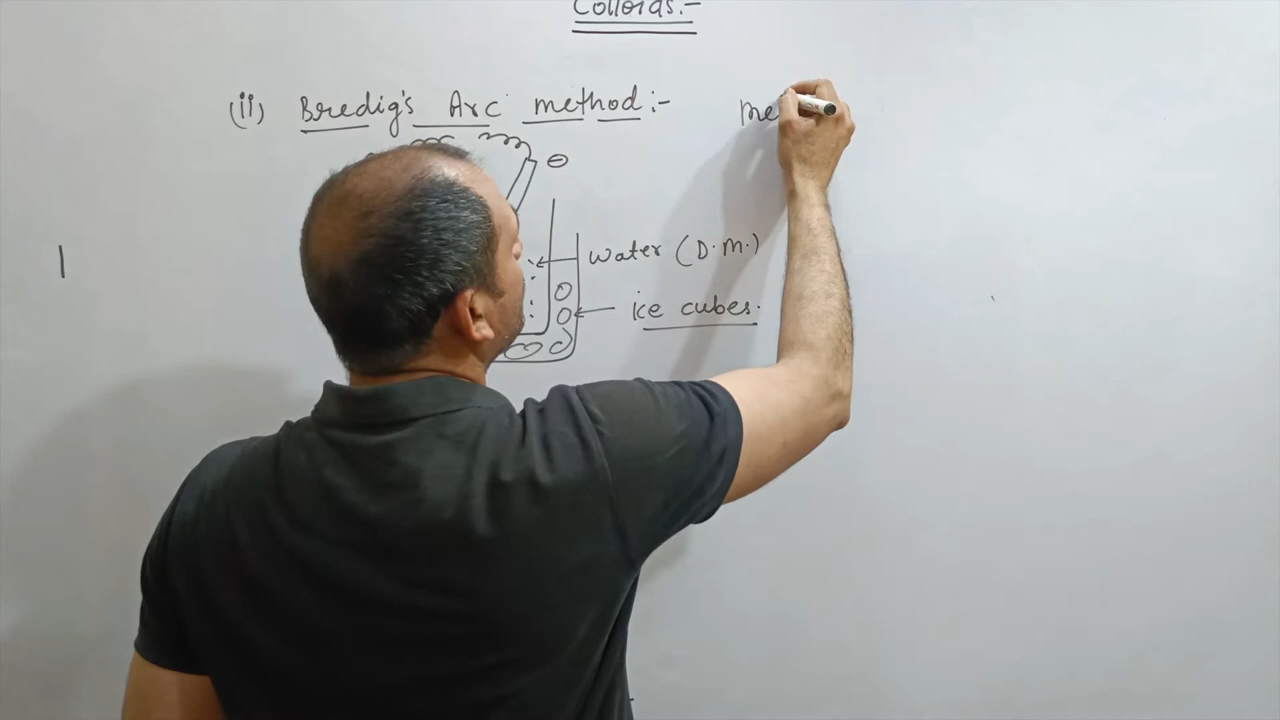 Colloids:-
(ii) Bredig's Arc method:- Me
water (D.M.)
ice cubes.